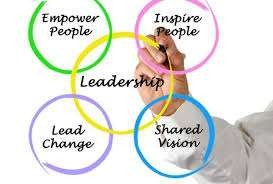 Empower
People
Inspire
People
Leadership
Lead
Change
Shared
Vision